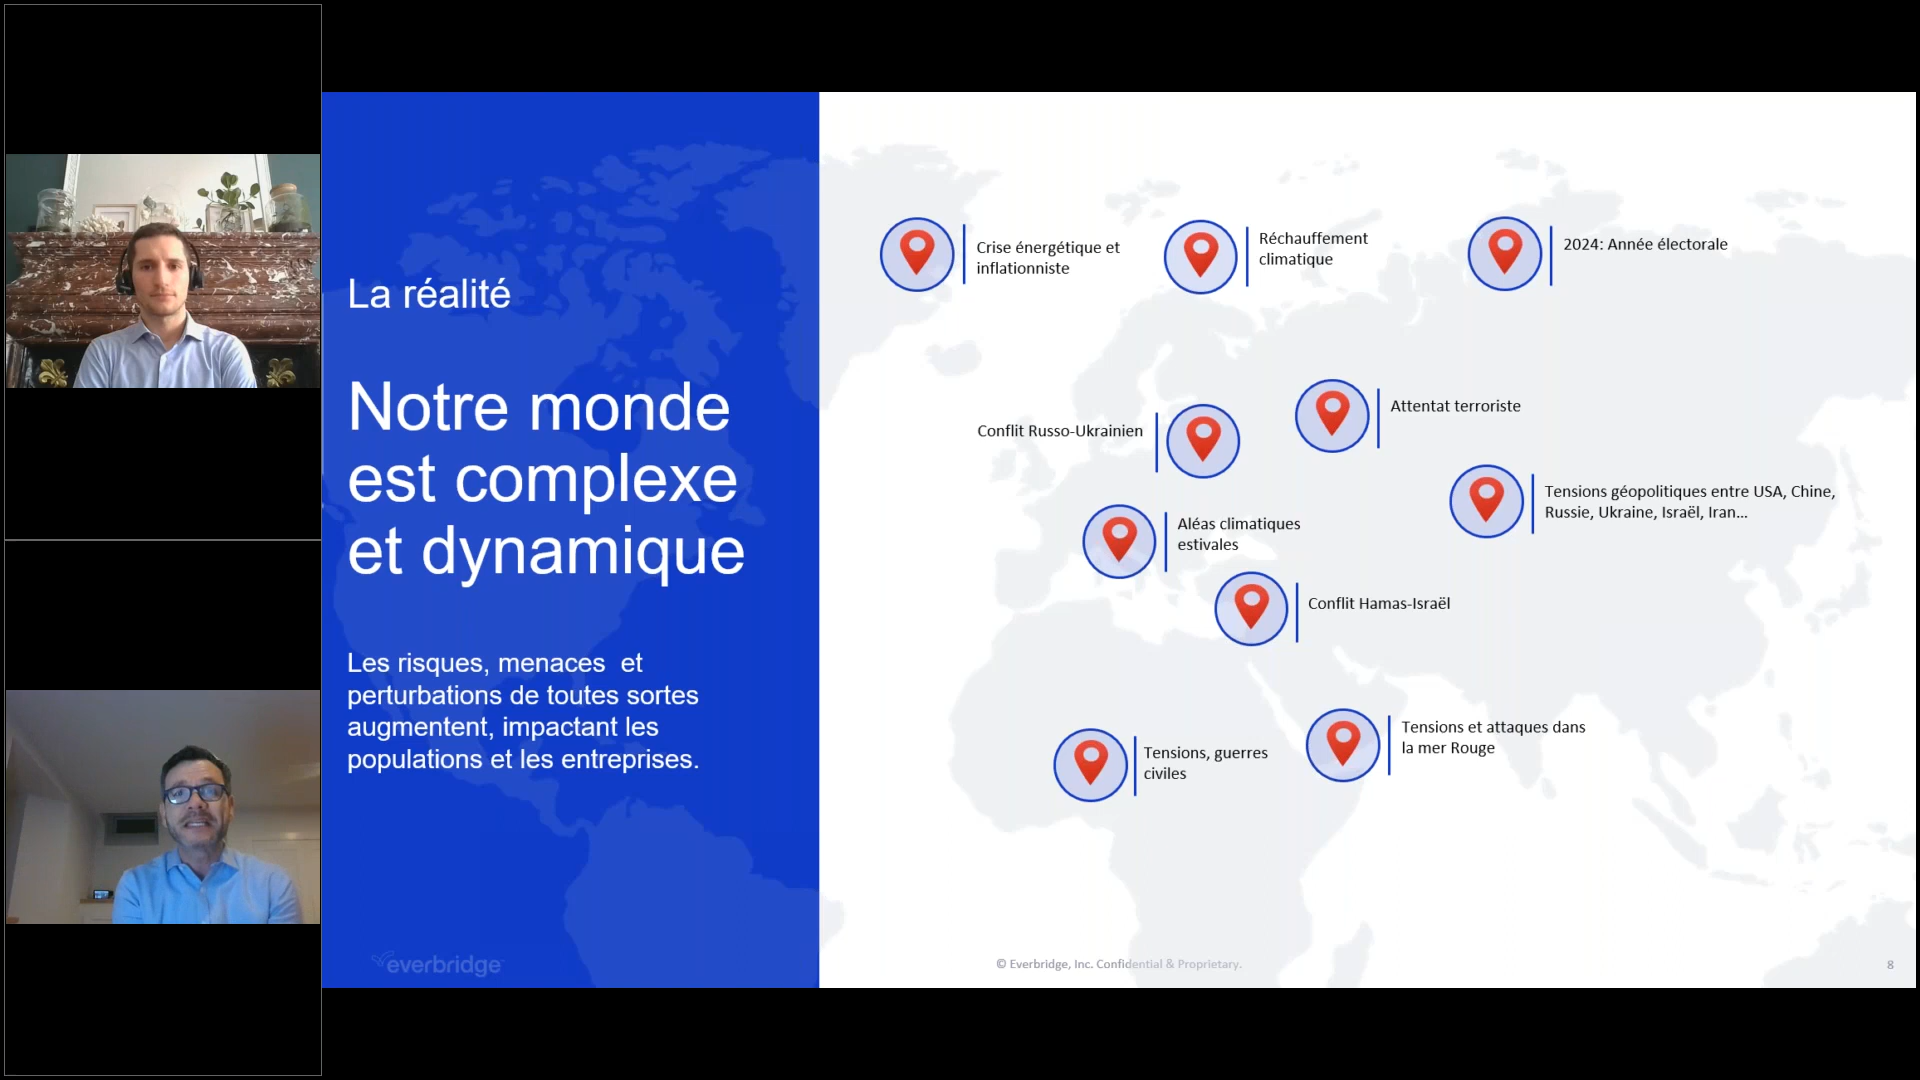 La réalité
Notre monde
est complexe
et dynamique
Les risques, menaces  et
perturbations de toutes sortes
augmentent, impactant les
populations et les entreprises.
everbridge
Crise énergétique et
inflationniste
Réchauffement
climatique
2024: Année électorale
Attentat terroriste
Conflit Russo-Ukrainien
Tensions géopolitiques entre USA, Chine,
Russie, Ukraine, Israël, Iran...
Aléas climatiques
estivales
Conflit Hamas-Israël
Tensions et attaques dans
la mer Rouge
Tensions, guerres
civiles
© Everbridge, Inc. Confidential & Proprietary.
8